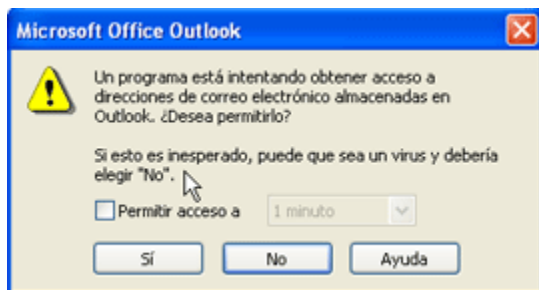 Microsoft Office Outlook
Un programa está intentando obtener acceso a
direcciones de correo electrónico almacenadas en
Outlook. ¿Desea permitirlo?
Si esto es inesperado, puede que sea un virus y debería
elegir "No".
Permitir acceso a 1 minuto
Sí No Ayuda